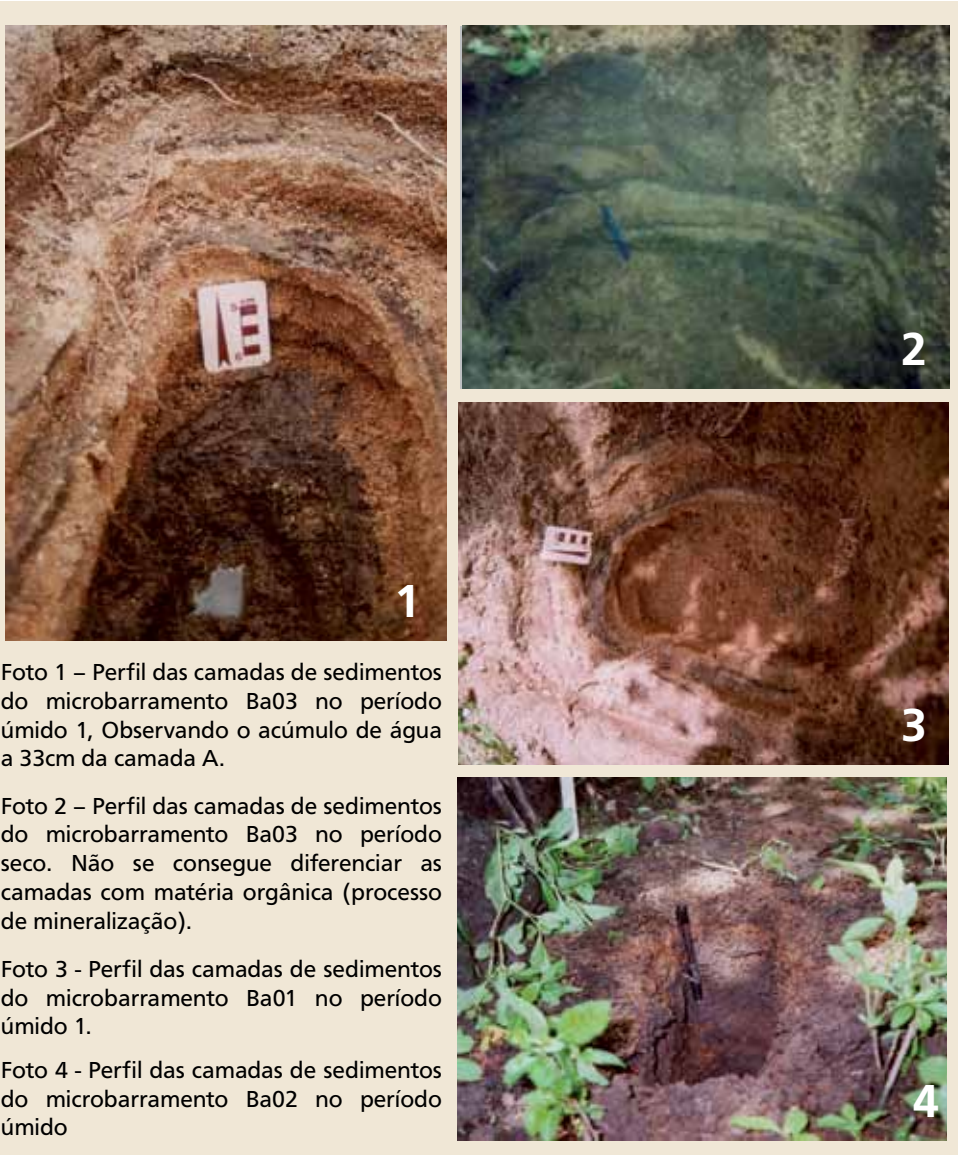 1
2
3
4
Foto 1 – Perfil das camadas de sedimentos
do microbarramento Ba03 no período
úmido 1, Observando o acúmulo de água
a 33cm da camada A.
Foto 2 – Perfil das camadas de sedimentos
do microbarramento Ba03 no período
seco. Não se consegue diferenciar as
camadas com matéria orgânica (processo
de mineralização).
Foto 3 - Perfil das camadas de sedimentos
do microbarramento Ba01 no período
úmido 1.
Foto 4 - Perfil das camadas de sedimentos
do microbarramento Ba02 no período
úmido